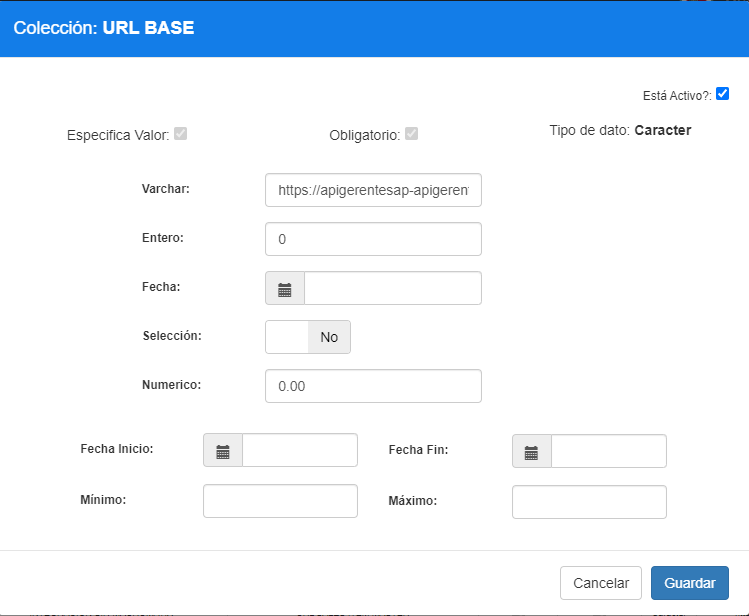 Colección: URL BASE
Está Activo?:
Especifica Valor:
Obligatorio:
Tipo de dato: Caracter
Varchar:
https://apigerentesap-apigeren
Entero:
0
Fecha:
Selección:
No
Numerico:
0.00
Fecha Inicio:
Fecha Fin:
Mínimo:
Máximo:
Cancelar
Guardar